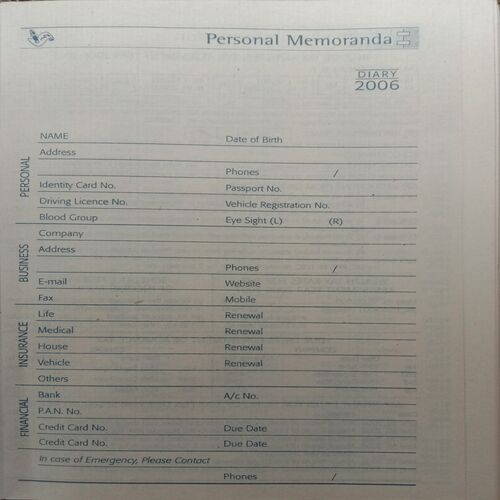 Personal Memoranda
DIARY
2006
PERSONAL
NAME Date of Birth
Address
Phones /
Identity Card No. Passport No.
Driving Licence No. Vehicle Registration No.
Blood Group Eye Sight (L) (R)
BUSINESS
Company
Address
Phones /
E-mail Website
Fax Mobile
INSURANCE
Life Renewal
Medical Renewal
House Renewal
Vehicle Renewal
Others
FINANCIAL
Bank A/c No.
P.A.N. No.
Credit Card No. Due Date
Credit Card No. Due Date
In case of Emergency, Please Contact
Phones /